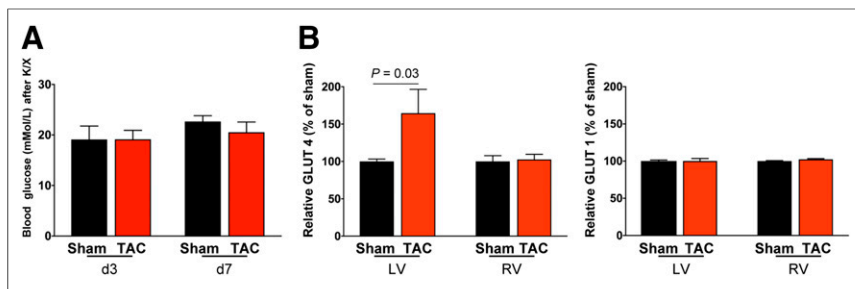 A
Blood glucose (mMol/L) after K/X
30
20
10
0
Sham TAC
Sham TAC
d3
d7
B
Relative GLUT 4 (% of sham)
200
150
100
50
0
P = 0.03
Sham TAC
Sham TAC
LV
RV
Relative GLUT 1 (% of sham)
200
150
100
50
0
Sham TAC
Sham TAC
LV
RV